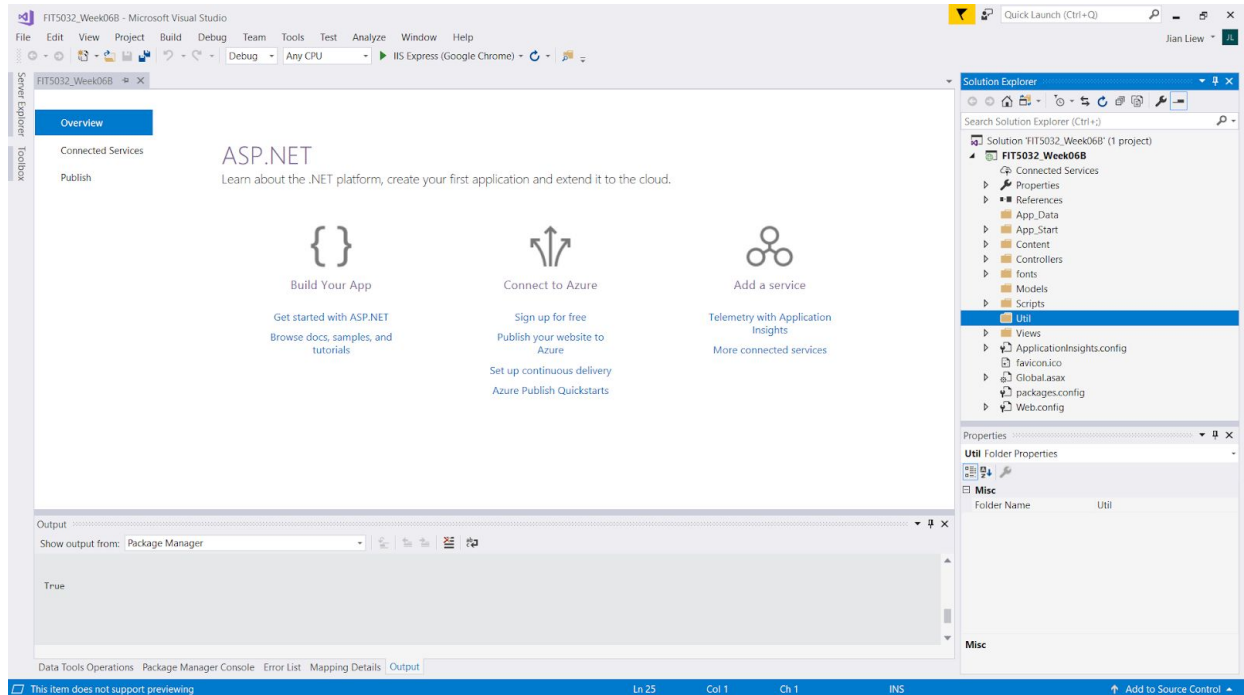 FIT5032_Week06B - Microsoft Visual Studio
Quick Launch (Ctrl+Q)
File Edit View Project Build Debug Team Tools Test Analyze Window Help
Jian Liew JL
Debug Any CPU IIS Express (Google Chrome)
Server Explorer
Toolbox
FIT5032_Week06B
Overview
Connected Services
Publish
ASP.NET
Learn about the .NET platform, create your first application and extend it to the cloud.
{ }
Build Your App
Get started with ASP.NET
Browse docs, samples, and
tutorials
Connect to Azure
Sign up for free
Publish your website to
Azure
Set up continuous delivery
Azure Publish Quickstarts
Add a service
Telemetry with Application
Insights
More connected services
Solution Explorer
Search Solution Explorer (Ctrl+;)
Solution 'FIT5032_Week06B' (1 project)
FIT5032_Week06B
Connected Services
Properties
References
App_Data
App_Start
Content
Controllers
fonts
Models
Scripts
Util
Views
ApplicationInsights.config
favicon.ico
Global.asax
packages.config
Web.config
Properties
Util Folder Properties
Misc
Folder Name Util
Misc
Output
Show output from: Package Manager
True
Data Tools Operations Package Manager Console Error List Mapping Details Output
This item does not support previewing Ln 25 Col 1 Ch 1 INS Add to Source Control